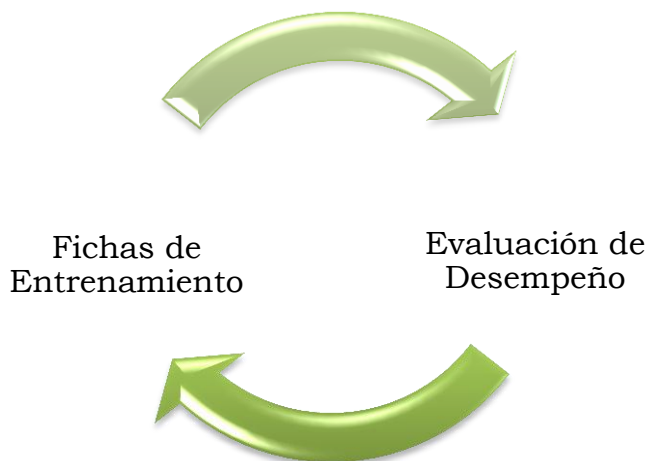 Fichas de
Entrenamiento
Evaluación de
Desempeño